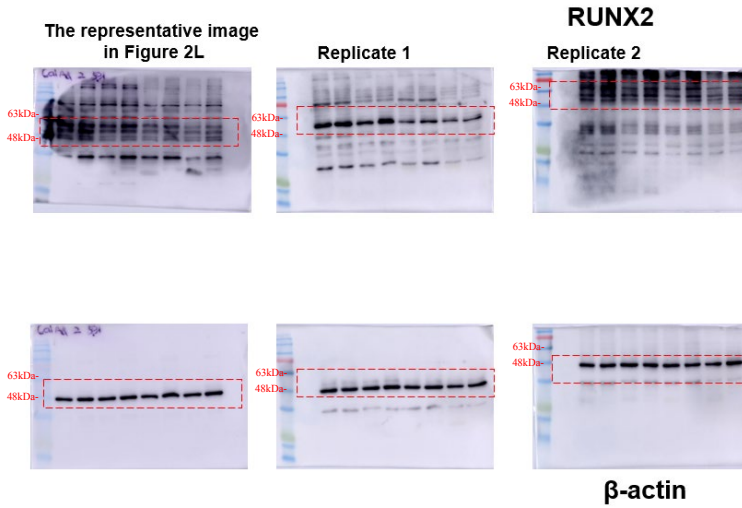 RUNX2
The representative image
in Figure 2L
Replicate 1
Replicate 2
63kDa-
48kDa-
63kDa-
48kDa-
63kDa-
48kDa-
63kDa-
48kDa-
63kDa-
48kDa-
63kDa-
48kDa-
β-actin